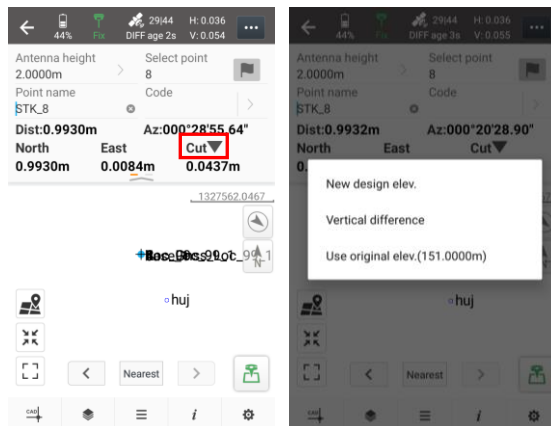 29|44 H: 0.036
44% Fix DIFF age 2s V: 0.054
Antenna height Select point
2.0000m 8
Point name Code
STK_8
Dist:0.9930m Az:000°28'55.64"
North East Cut▼
0.9930m 0.0084m 0.0437m
1327562.0467
N
huj
Nearest
CAD
29|44 H: 0.036
44% Fix DIFF age 3s V: 0.055
Antenna height Select point
2.0000m 8
Point name Code
STK_8
Dist:0.9932m Az:000°20'28.90"
North East Cut▼
0.
New design elev.
Vertical difference
Use original elev.(151.0000m)
huj
Nearest
CAD